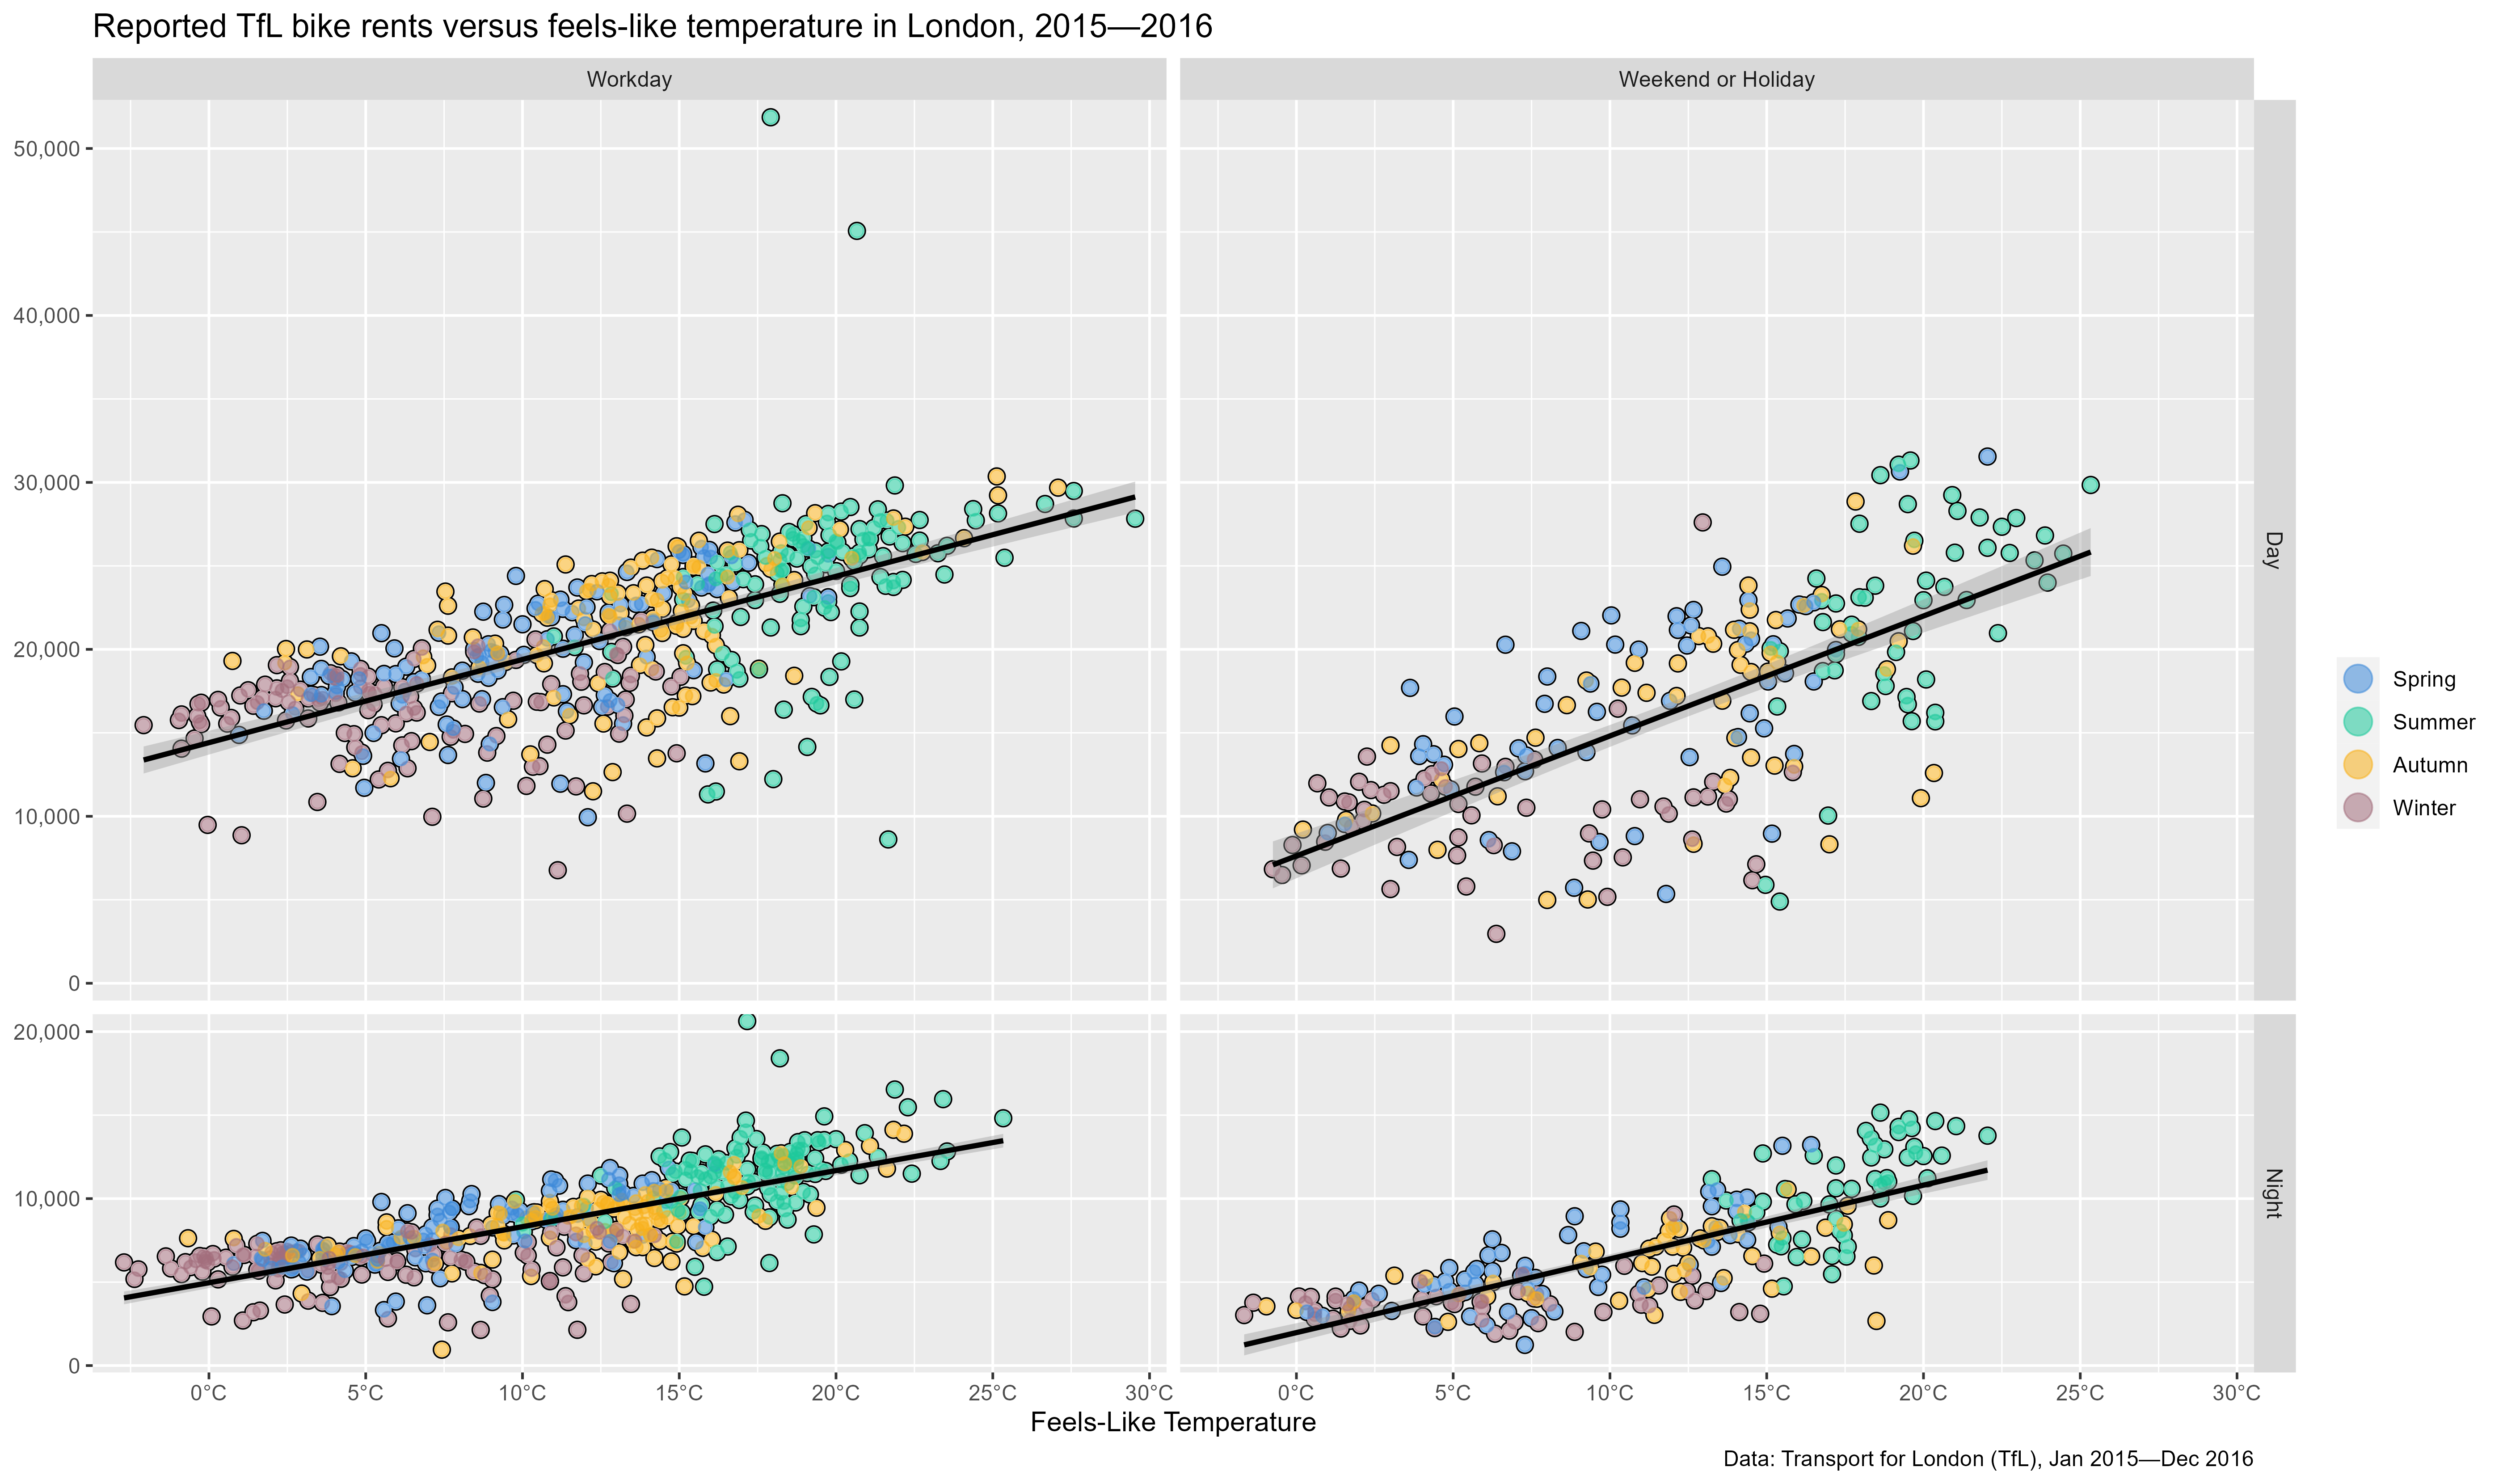 Reported TfL bike rents versus feels-like temperature in London, 2015—2016
Workday
Weekend or Holiday
50,000
40,000
30,000
20,000
10,000
0
Day
20,000
10,000
0
Night
0°C 5°C 10°C 15°C 20°C 25°C 30°C
0°C 5°C 10°C 15°C 20°C 25°C 30°C
Feels-Like Temperature
Spring
Summer
Autumn
Winter
Data: Transport for London (TfL), Jan 2015—Dec 2016